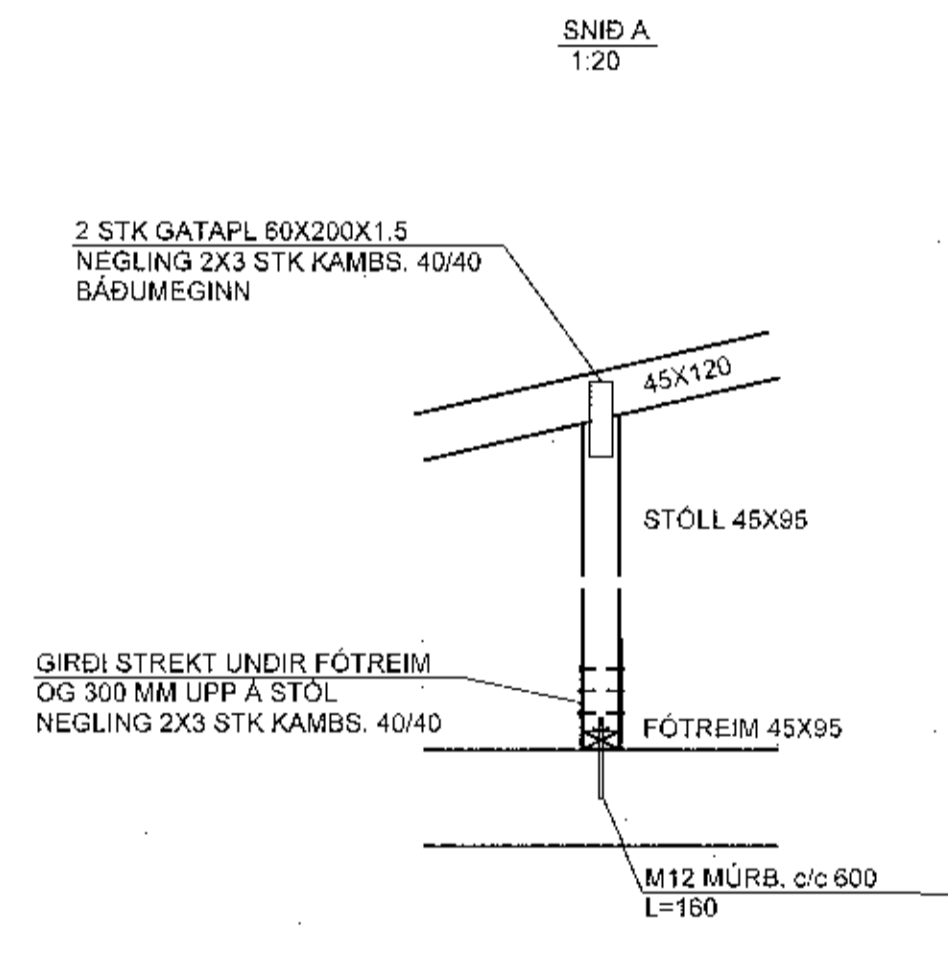 SNIÐ A
1:20
2 STK GATAPL 60X200X1.5
NEGLING 2X3 STK KAMBS. 40/40
BÁÐUMEGINN
45X120
STÓLL 45X95
GIRÐI STREKT UNDIR FÓTREIM
OG 300 MM UPP Á STÓL
NEGLING 2X3 STK KAMBS. 40/40
FÓTREIM 45X95
M12 MÚRB. c/c 600
L=160